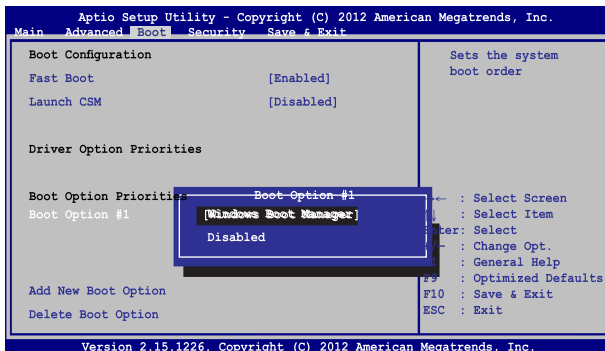 Aptio Setup Utility - Copyright (C) 2012 American Megatrends, Inc.
Main Advanced Boot Security Save & Exit
Boot Configuration
Fast Boot [Enabled]
Launch CSM [Disabled]
Driver Option Priorities
Boot Option Priorities
Boot Option #1
Add New Boot Option
Delete Boot Option
Boot Option #1
[Windows Boot Manager]
Disabled
Sets the system
boot order
: Select Screen
: Select Item
: Select
: Change Opt.
: General Help
F9 : Optimized Defaults
F10 : Save & Exit
ESC : Exit
Version 2.15.1226. Copyright (C) 2012 American Megatrends, Inc.